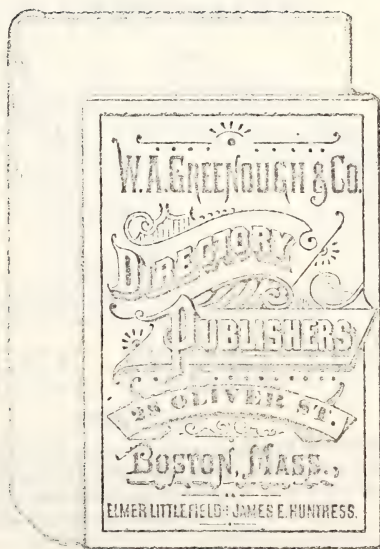 W.A. GREENOUGH & CO.
DIRECTORY
PUBLISHERS
28 OLIVER ST.
BOSTON, MASS.,
ELMER LITTLEFIELD = JAMES E. HUNTRESS.